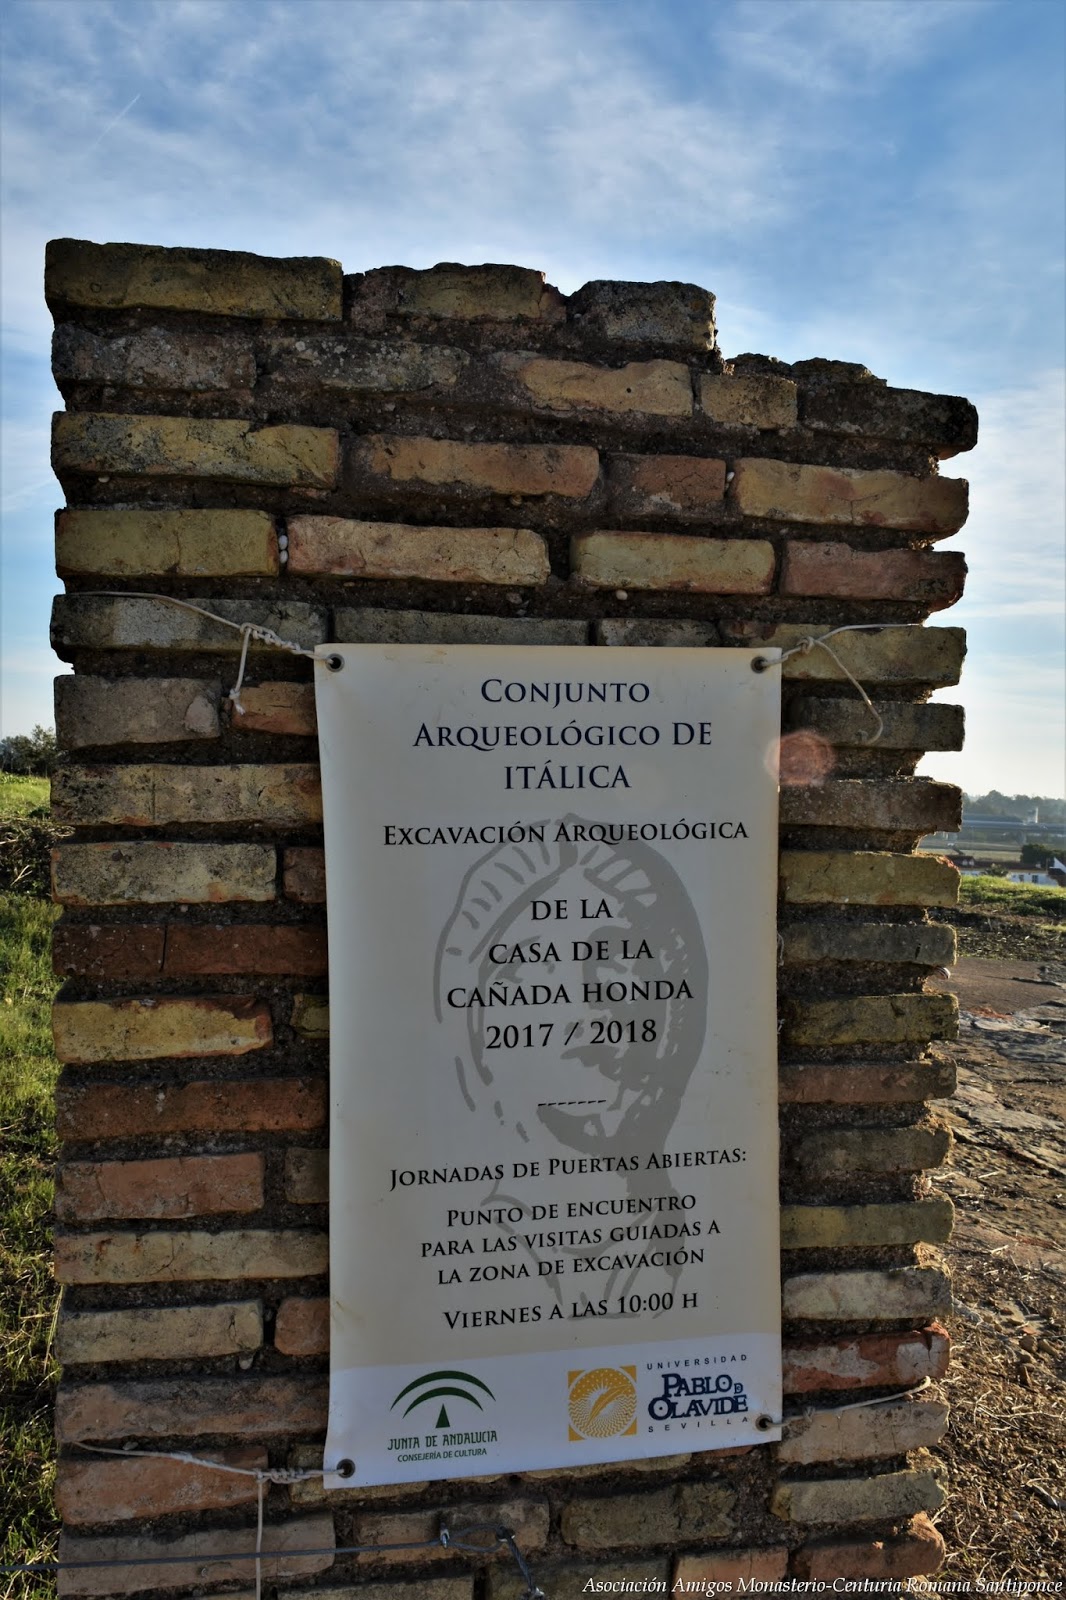 CONJUNTO
ARQUEOLÓGICO DE
ITÁLICA
EXCAVACIÓN ARQUEOLÓGICA
DE LA
CASA DE LA
CAÑADA HONDA
2017 / 2018
-------
JORNADAS DE PUERTAS ABIERTAS:
PUNTO DE ENCUENTRO
PARA LAS VISITAS GUIADAS A
LA ZONA DE EXCAVACIÓN
VIERNES A LAS 10:00 H
JUNTA DE ANDALUCIA
CONSEJERÍA DE CULTURA
UNIVERSIDAD
PABLO DE
OLAVIDE
SEVILLA
Asociación Amigos Monasterio-Centuria Romana Santiponce